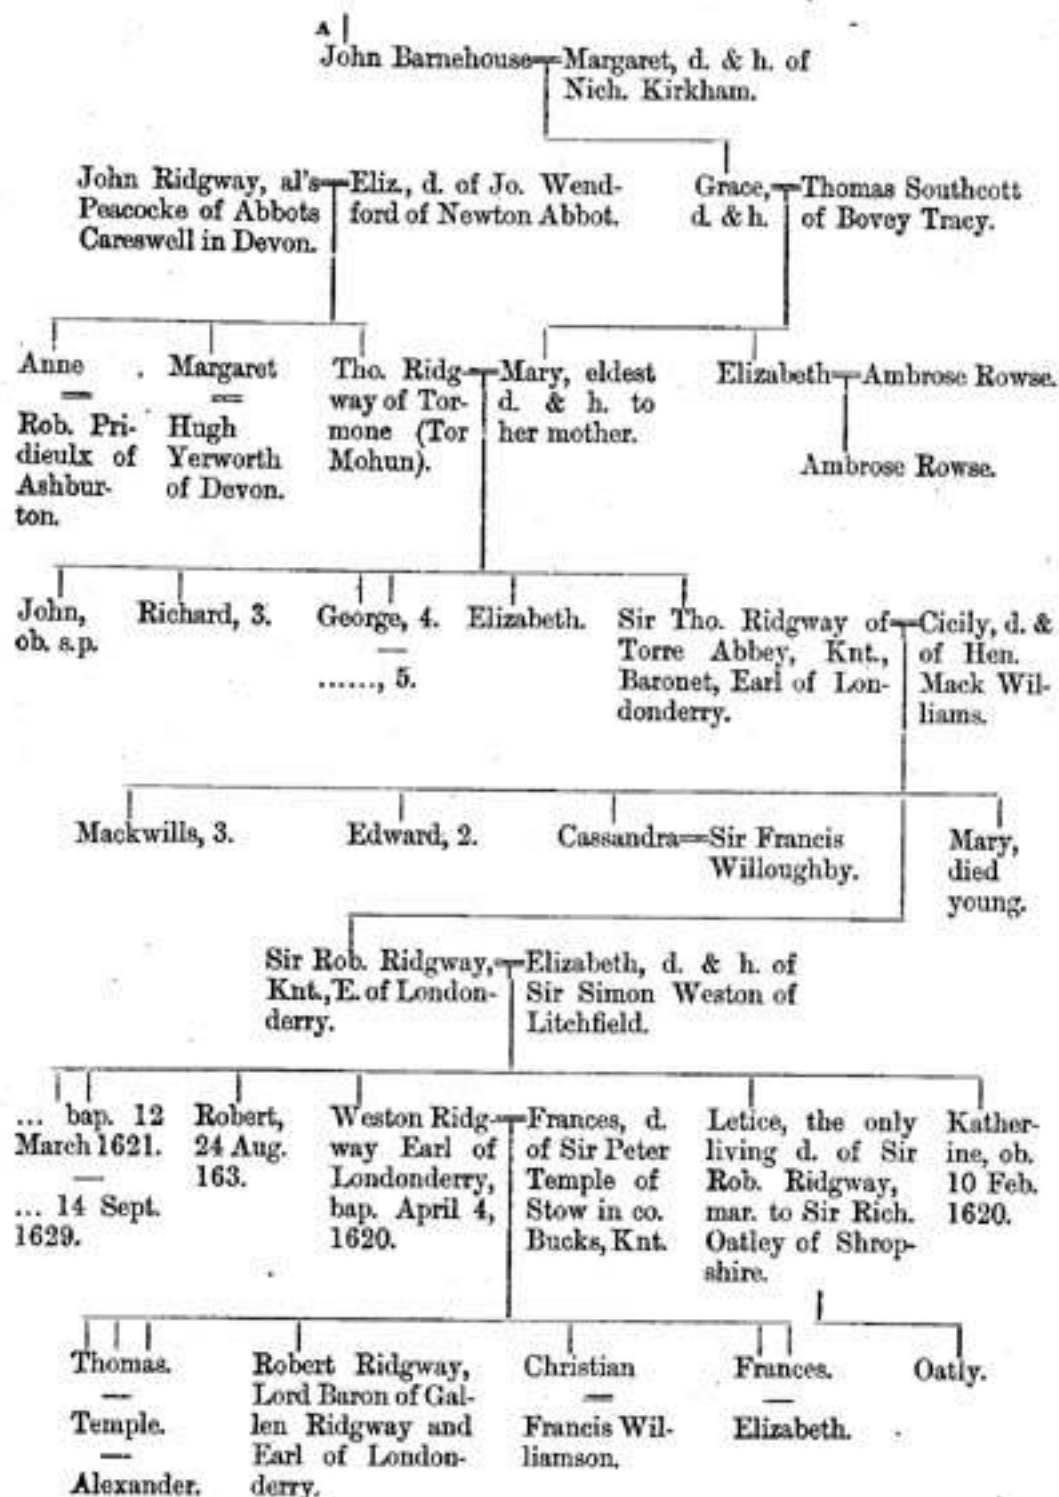 A
John Barnehouse
Margaret, d. & h. of
Nich. Kirkham.
John Ridgway, al's
Peacocke of Abbots
Careswell in Devon.
Eliz., d. of Jo. Wend-
ford of Newton Abbot.
Grace,
d. & h.
Thomas Southcott
of Bovey Tracy.
Anne
=
Rob. Pri-
dieulx of
Ashbur-
ton.
Margaret
=
Hugh
Yerworth
of Devon.
Tho. Ridg-
way of Tor-
mone (Tor
Mohun).
Mary, eldest
d. & h. to
her mother.
Elizabeth
Ambrose Rowse.
Ambrose Rowse.
John,
ob. s.p.
Richard, 3.
George, 4.
—
......, 5.
Elizabeth.
Sir Tho. Ridgway of
Torre Abbey, Knt.,
Baronet, Earl of Lon-
donderry.
Cicily, d. &
of Hen.
Mack Wil-
liams.
Mackwills, 3.
Edward, 2.
Cassandra=Sir Francis
Willoughby.
Mary,
died
young.
Sir Rob. Ridgway,
Knt., E. of London-
derry.
Elizabeth, d. & h. of
Sir Simon Weston of
Litchfield.
... bap. 12
March 1621.
—
... 14 Sept.
1629.
Robert,
24 Aug.
163.
Weston Ridg-
way Earl of
Londonderry,
bap. April 4,
1620.
Frances, d.
of Sir Peter
Temple of
Stow in co.
Bucks, Knt.
Letice, the only
living d. of Sir
Rob. Ridgway,
mar. to Sir Rich.
Oatley of Shrop-
shire.
Kather-
ine, ob.
10 Feb.
1620.
Thomas.
—
Temple.
—
Alexander.
Robert Ridgway,
Lord Baron of Gal-
len Ridgway and
Earl of London-
derry.
Christian
=
Francis Wil-
liamson.
Frances.
—
Elizabeth.
Oatly.